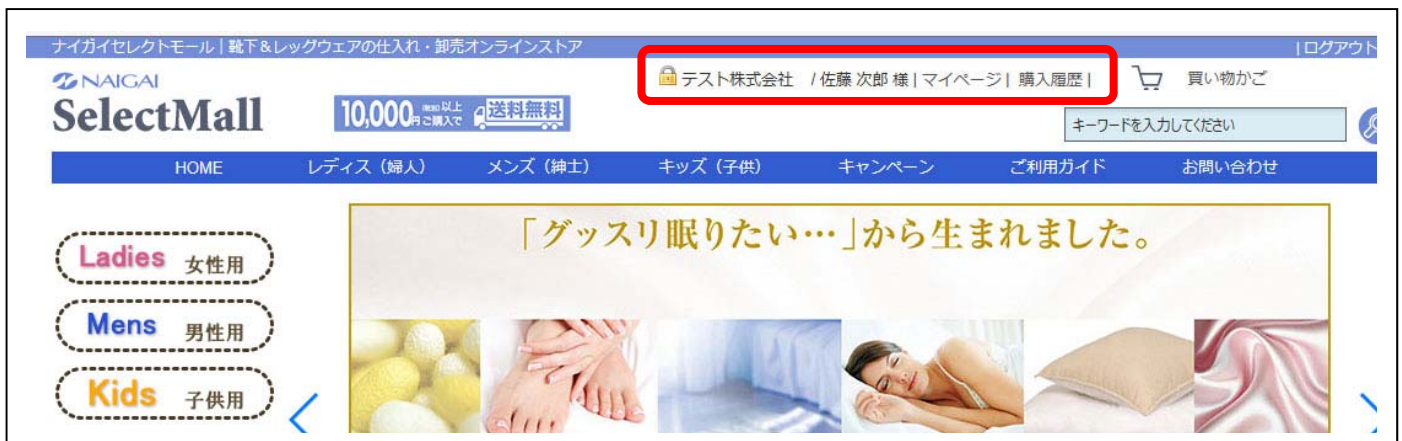 ナイガイセレクトモール｜靴下＆レッグウェアの仕入れ・卸売オンラインストア
|ログアウト
NAIGAI
SelectMall
10,000円 以上 ご購入で 送料無料
テスト株式会社 / 佐藤 次郎 様 | マイページ | 購入履歴 |
買い物かご
キーワードを入力してください
HOME レディス（婦人） メンズ（紳士） キッズ（子供） キャンペーン ご利用ガイド お問い合わせ
「グッスリ眠りたい…」から生まれました。
Ladies 女性用
Mens 男性用
Kids 子供用